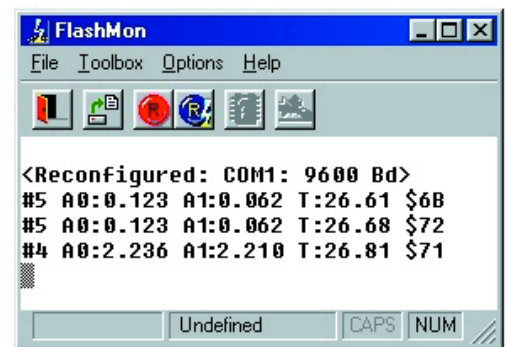 FlashMon
File Toolbox Options Help
R R
<Reconfigured: COM1: 9600 Bd>
#5 A0:0.123 A1:0.062 T:26.61 $6B
#5 A0:0.123 A1:0.062 T:26.68 $72
#4 A0:2.236 A1:2.210 T:26.81 $71
Undefined CAPS NUM